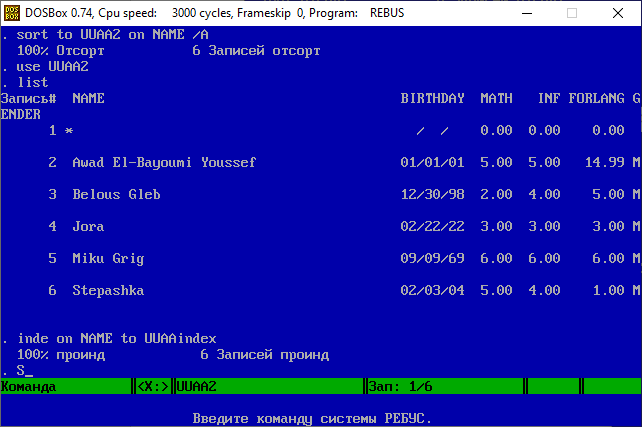 DOS BOX DOSBox 0.74, Cpu speed: 3000 cycles, Frameskip 0, Program: REBUS
. sort to UUAA2 on NAME /A
100% Отсорт 6 Записей отсорт
. use UUAA2
. list
Запись# NAME BIRTHDAY MATH INF FORLANG G
ENDER
1 * / / 0.00 0.00 0.00
2 Awad El-Bayoumi Youssef 01/01/01 5.00 5.00 14.99 M
3 Belous Gleb 12/30/98 2.00 4.00 5.00 M
4 Jora 02/22/22 3.00 3.00 3.00 M
5 Miku Grig 09/09/69 6.00 6.00 6.00 M
6 Stepashka 02/03/04 5.00 4.00 1.00 M
. inde on NAME to UUAAindex
100% проинд 6 Записей проинд
. S_
Команда <X:> UUAA2 Зап: 1/6
Введите команду системы РЕБУС.